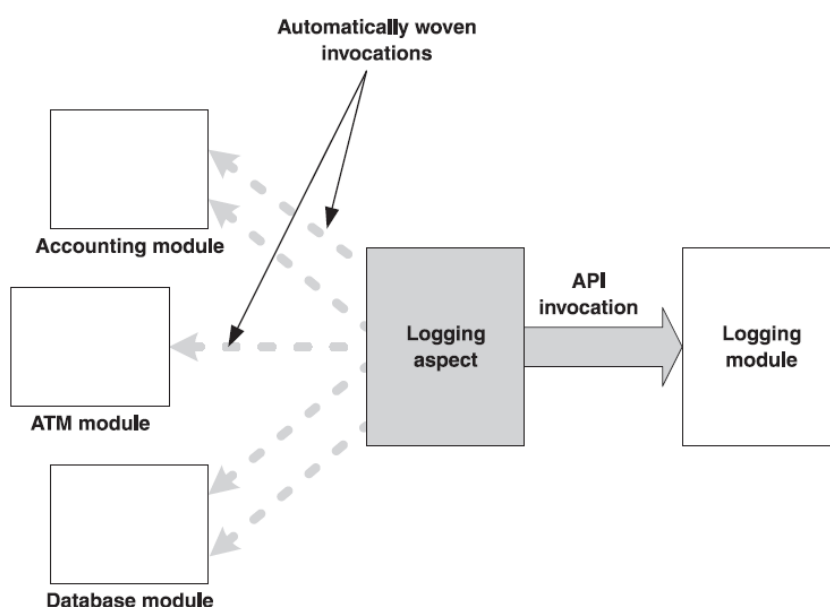 Automatically woven
invocations
Accounting module
API
invocation
Logging
aspect
Logging
module
ATM module
Database module